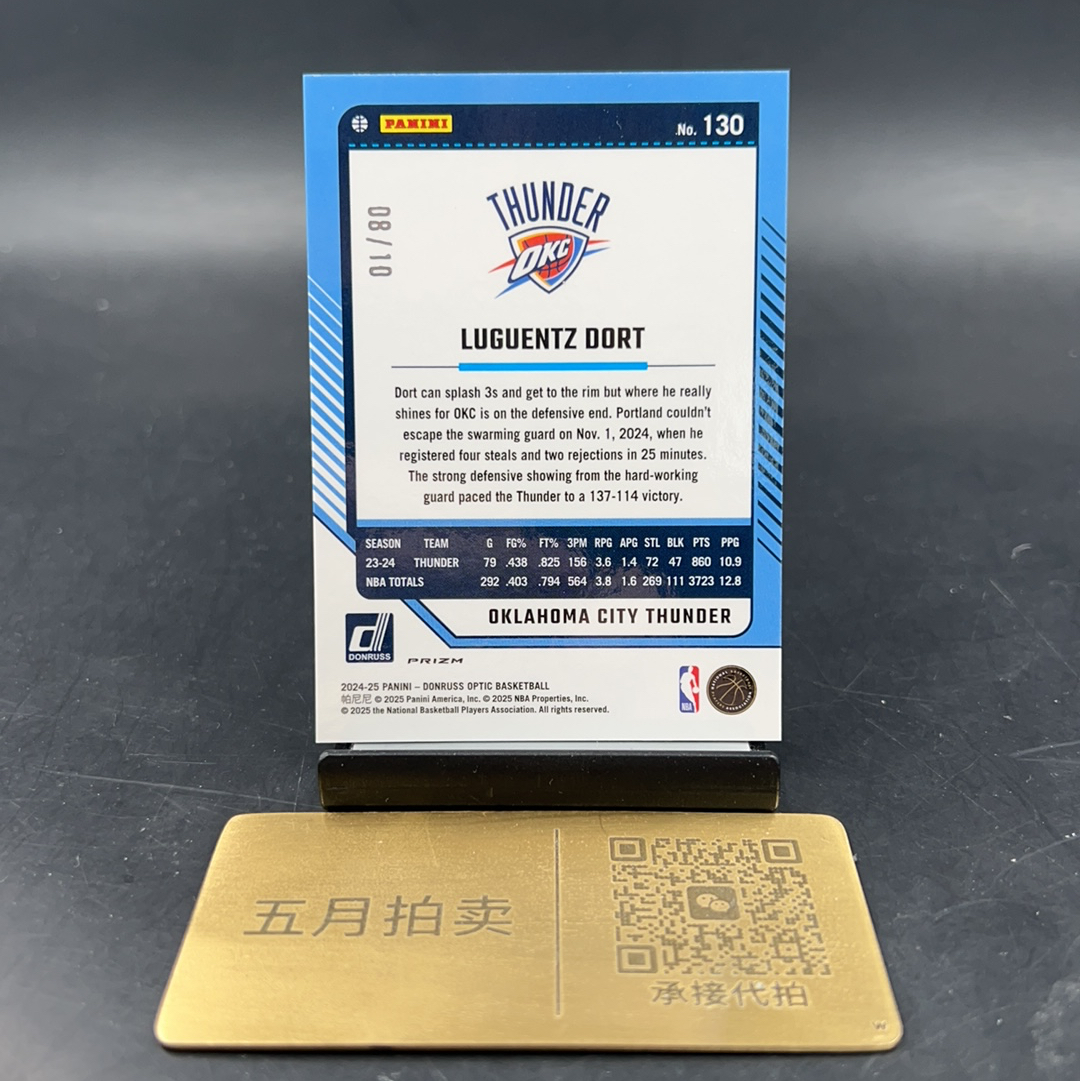 PANINI
No. 130
08/10
THUNDER
OKC
LUGUENTZ DORT
Dort can splash 3s and get to the rim but where he really
shines for OKC is on the defensive end. Portland couldn't
escape the swarming guard on Nov. 1, 2024, when he
registered four steals and two rejections in 25 minutes.
The strong defensive showing from the hard-working
guard paced the Thunder to a 137-114 victory.
SEASON TEAM G FG% FT% 3PM RPG APG STL BLK PTS PPG
23-24 THUNDER 79 .438 .825 156 3.6 1.4 72 47 860 10.9
NBA TOTALS 292 .403 .794 564 3.8 1.6 269 111 3723 12.8
OKLAHOMA CITY THUNDER
d
DONRUSS
PRIZM
2024-25 PANINI – DONRUSS OPTIC BASKETBALL
帕尼尼 © 2025 Panini America, Inc. © 2025 NBA Properties, Inc.
© 2025 the National Basketball Players Association. All rights reserved.
NBA
五月拍卖
承接代拍
W